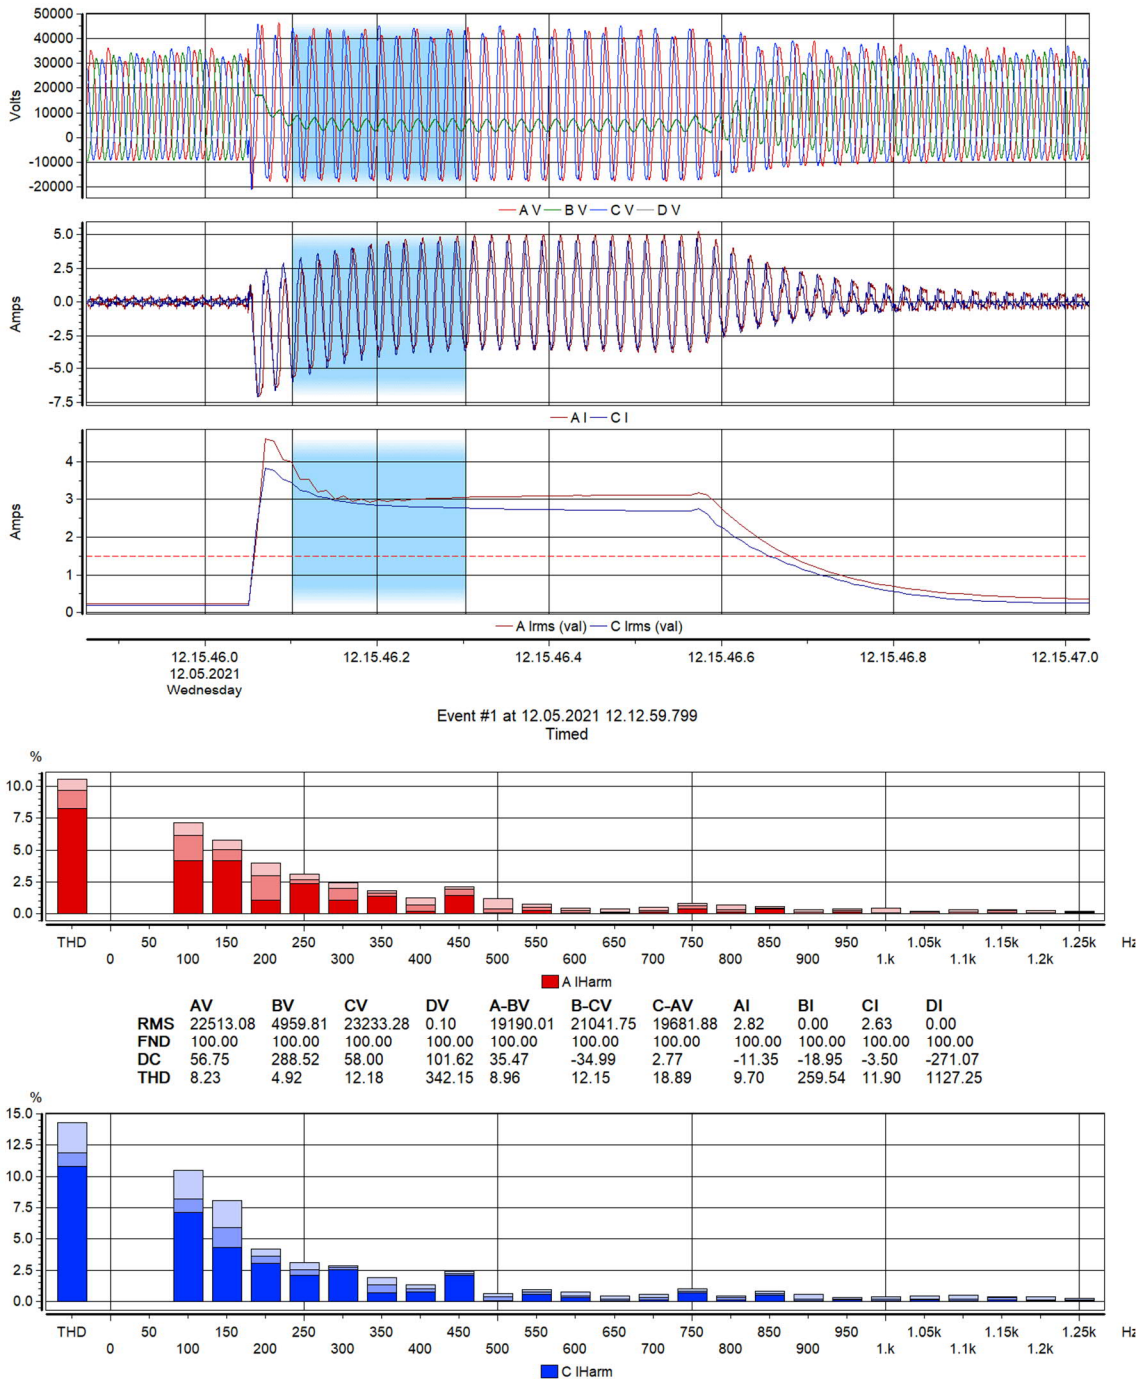 50000
40000
30000
20000
10000
0
-10000
-20000
Volts
A V B V C V D V
5.0
2.5
0.0
-2.5
-5.0
-7.5
Amps
A I C I
4
3
2
1
0
Amps
A Irms (val) C Irms (val)
12.15.46.0 12.15.46.2 12.15.46.4 12.15.46.6 12.15.46.8 12.15.47.0
12.05.2021
Wednesday
Event #1 at 12.05.2021 12.12.59.799
Timed
%
10.0
7.5
5.0
2.5
0.0
THD 50 150 250 350 450 550 650 750 850 950 1.05k 1.15k 1.25k Hz
0 100 200 300 400 500 600 700 800 900 1.k 1.1k 1.2k
A IHarm
AV BV CV DV A-BV B-CV C-AV AI BI CI DI
RMS 22513.08 4959.81 23233.28 0.10 19190.01 21041.75 19681.88 2.82 0.00 2.63 0.00
FND 100.00 100.00 100.00 100.00 100.00 100.00 100.00 100.00 100.00 100.00 100.00
DC 56.75 288.52 58.00 101.62 35.47 -34.99 2.77 -11.35 -18.95 -3.50 -271.07
THD 8.23 4.92 12.18 342.15 8.96 12.15 18.89 9.70 259.54 11.90 1127.25
%
15.0
12.5
10.0
7.5
5.0
2.5
0.0
THD 50 150 250 350 450 550 650 750 850 950 1.05k 1.15k 1.25k Hz
0 100 200 300 400 500 600 700 800 900 1.k 1.1k 1.2k
C IHarm